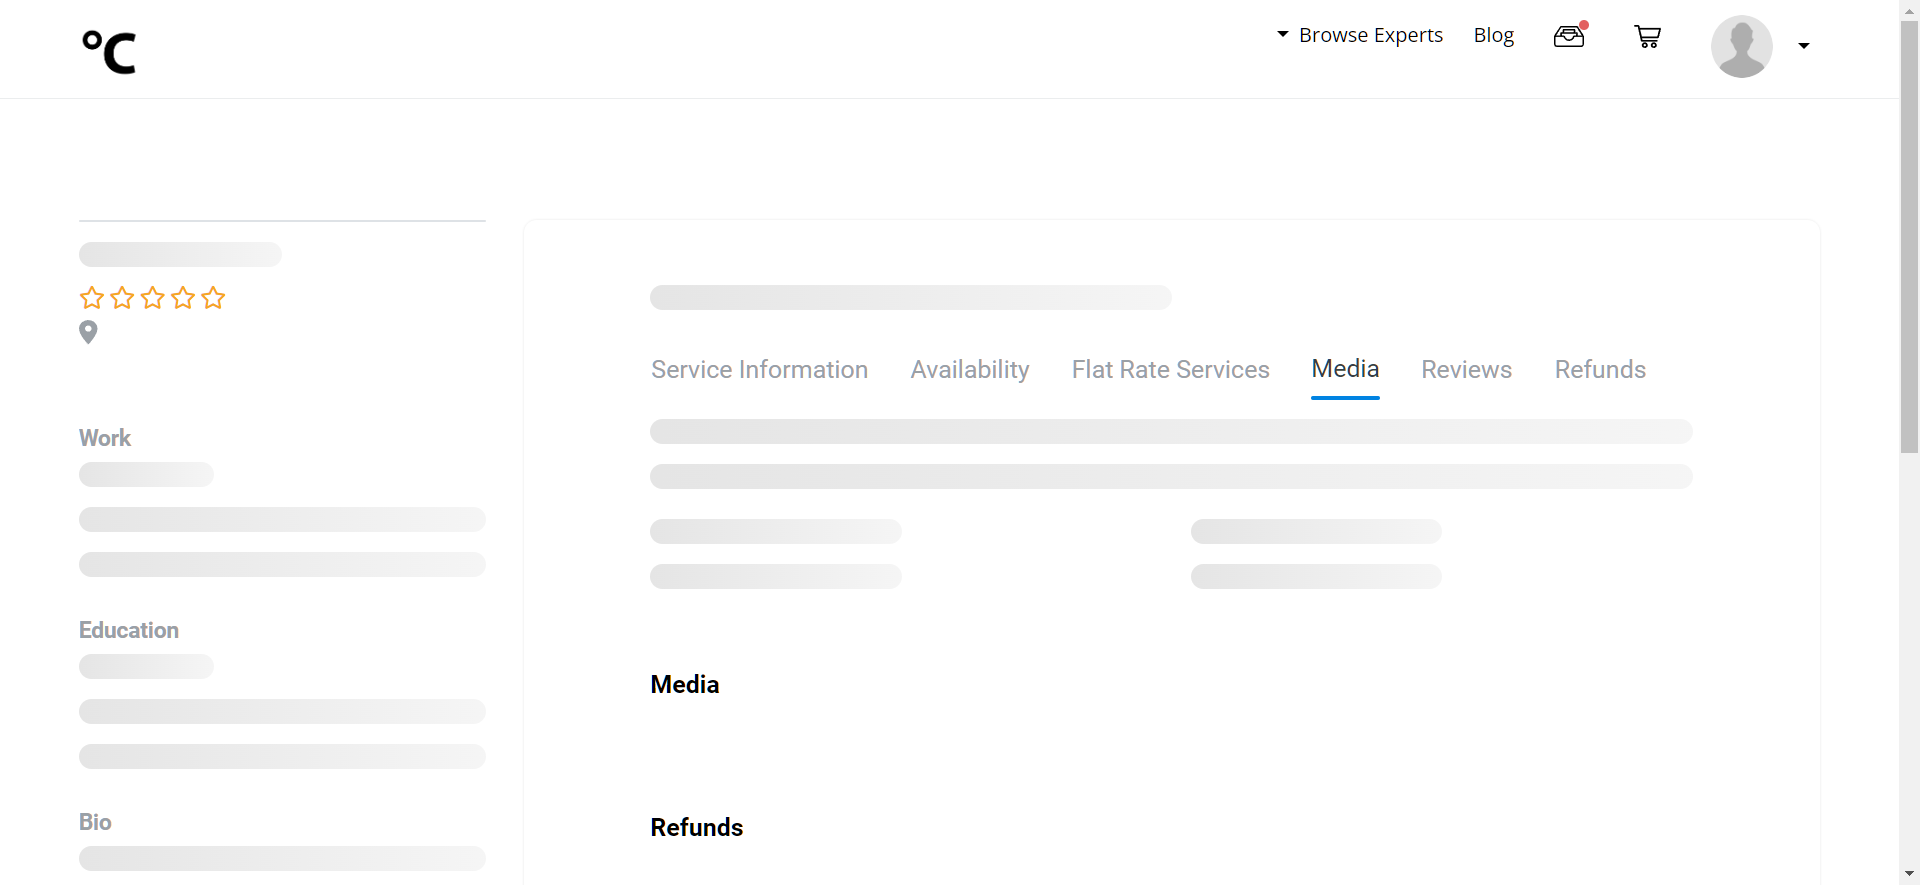 °C
Browse Experts
Blog
Service Information
Availability
Flat Rate Services
Media
Reviews
Refunds
Work
Education
Bio
Media
Refunds